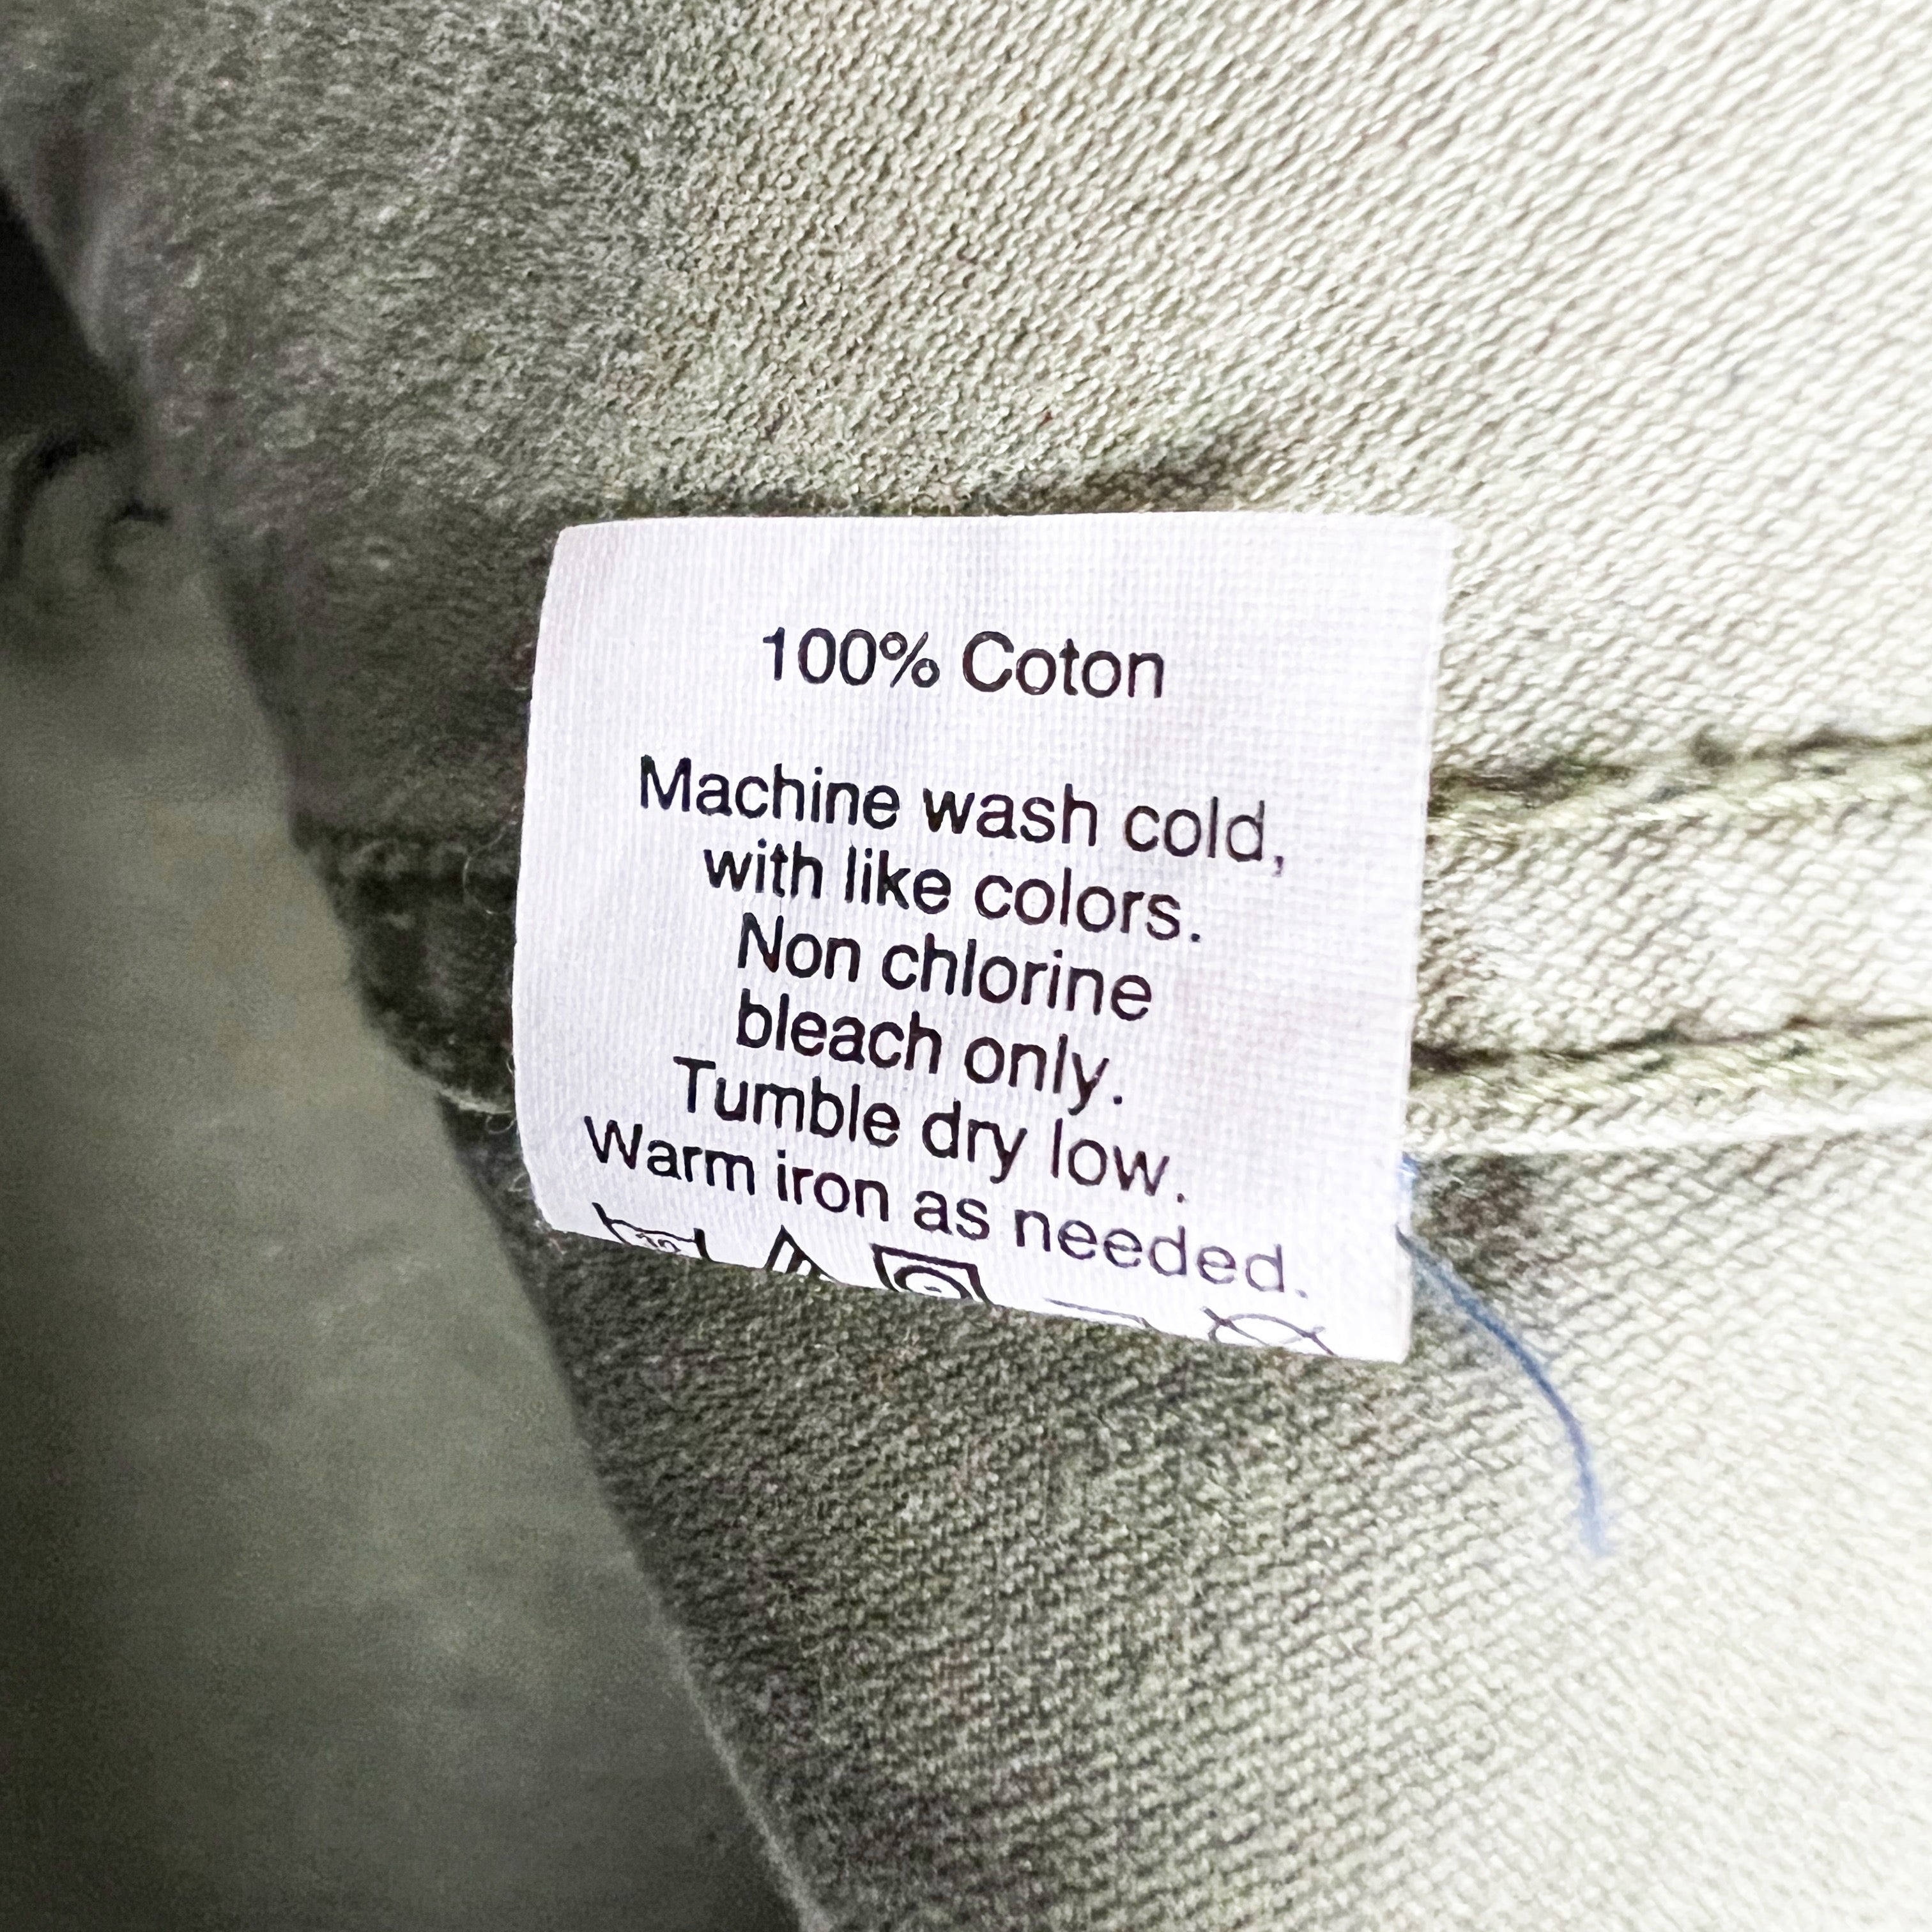 100% Coton
Machine wash cold,
with like colors.
Non chlorine
bleach only.
Tumble dry low.
Warm iron as needed.